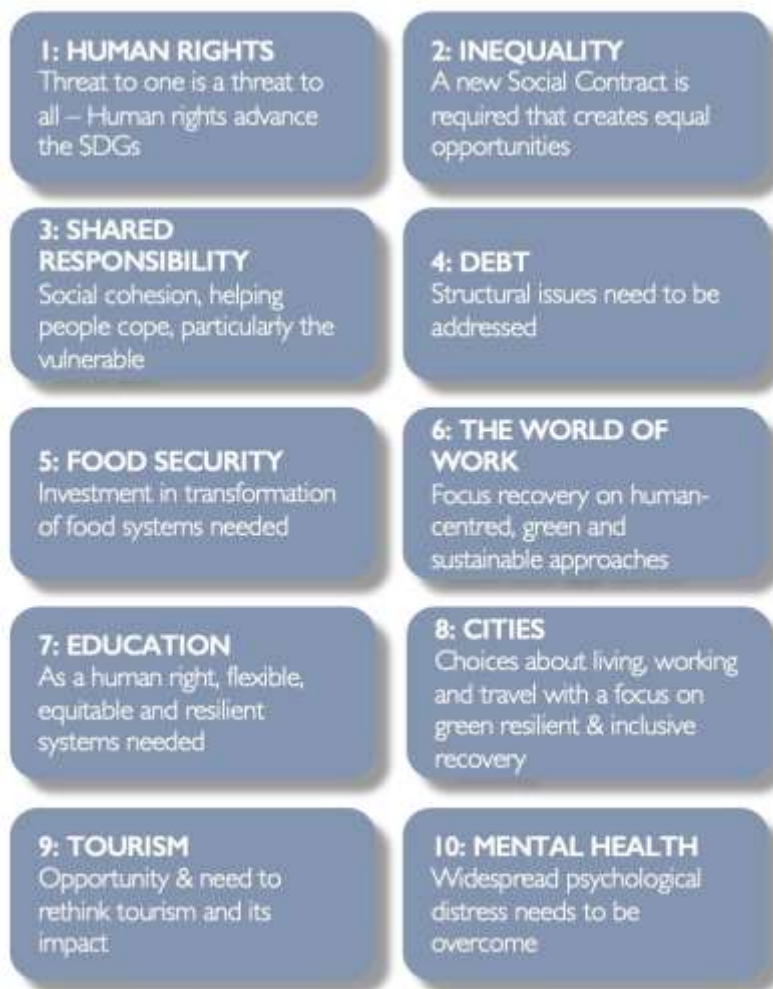 1: HUMAN RIGHTS
Threat to one is a threat to
all – Human rights advance
the SDGs
2: INEQUALITY
A new Social Contract is
required that creates equal
opportunities
3: SHARED
RESPONSIBILITY
Social cohesion, helping
people cope, particularly the
vulnerable
4: DEBT
Structural issues need to be
addressed
5: FOOD SECURITY
Investment in transformation
of food systems needed
6: THE WORLD OF
WORK
Focus recovery on human-
centred, green and
sustainable approaches
7: EDUCATION
As a human right, flexible,
equitable and resilient
systems needed
8: CITIES
Choices about living, working
and travel with a focus on
green resilient & inclusive
recovery
9: TOURISM
Opportunity & need to
rethink tourism and its
impact
10: MENTAL HEALTH
Widespread psychological
distress needs to be
overcome